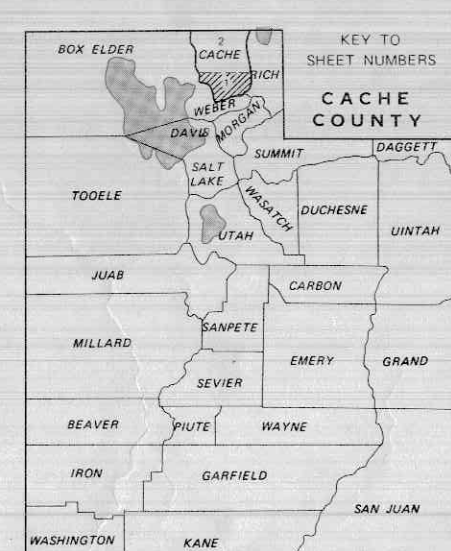 KEY TO
SHEET NUMBERS
CACHE
COUNTY
BOX ELDER
2
CACHE
1
RICH
WEBER
DAVIS
MORGAN
SUMMIT
DAGGETT
SALT
LAKE
TOOELE
WASATCH
DUCHESNE
UINTAH
UTAH
JUAB
CARBON
SANPETE
MILLARD
EMERY
GRAND
SEVIER
BEAVER
PIUTE
WAYNE
IRON
GARFIELD
SAN JUAN
WASHINGTON
KANE